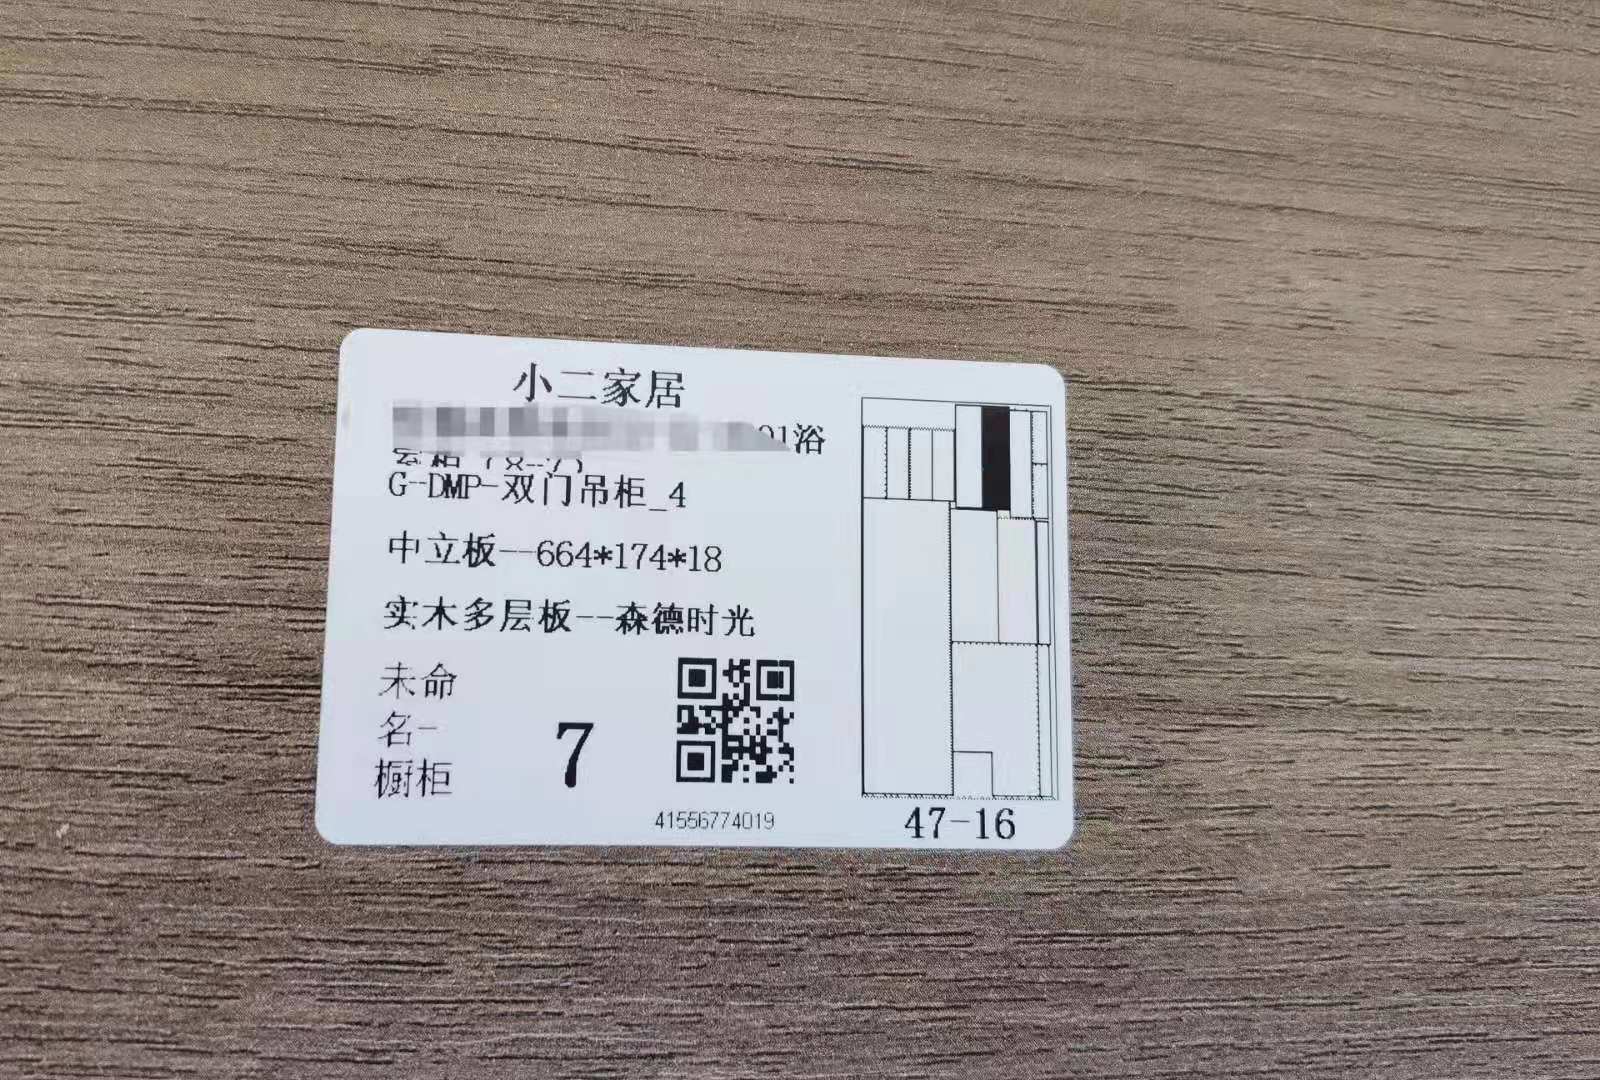 小二家居
01浴
G-DMP-双门吊柜_4
中立板--664*174*18
实木多层板--森德时光
未命
名-
橱柜
7
41556774019
47-16